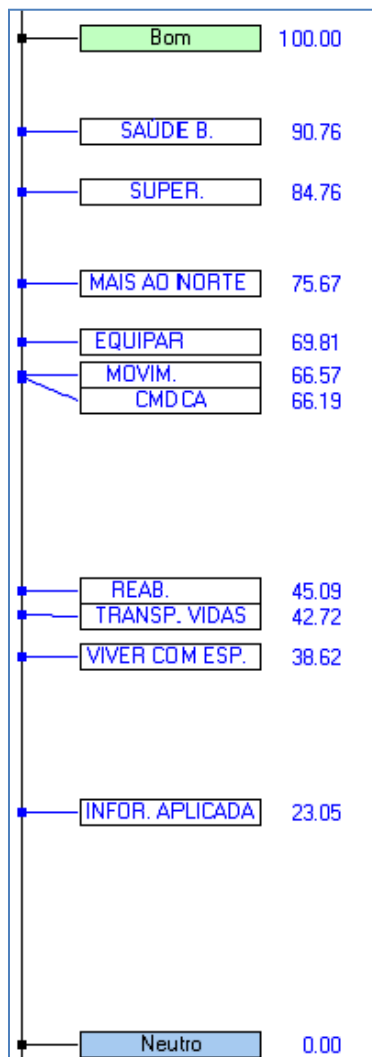 Bom 100.00
SAÚDE B. 90.76
SUPER. 84.76
MAIS AO NORTE 75.67
EQUIPAR 69.81
MOVIM. 66.57
CMDCA 66.19
REAB. 45.09
TRANSP. VIDAS 42.72
VIVER COM ESP. 38.62
INFOR. APLICADA 23.05
Neutro 0.00